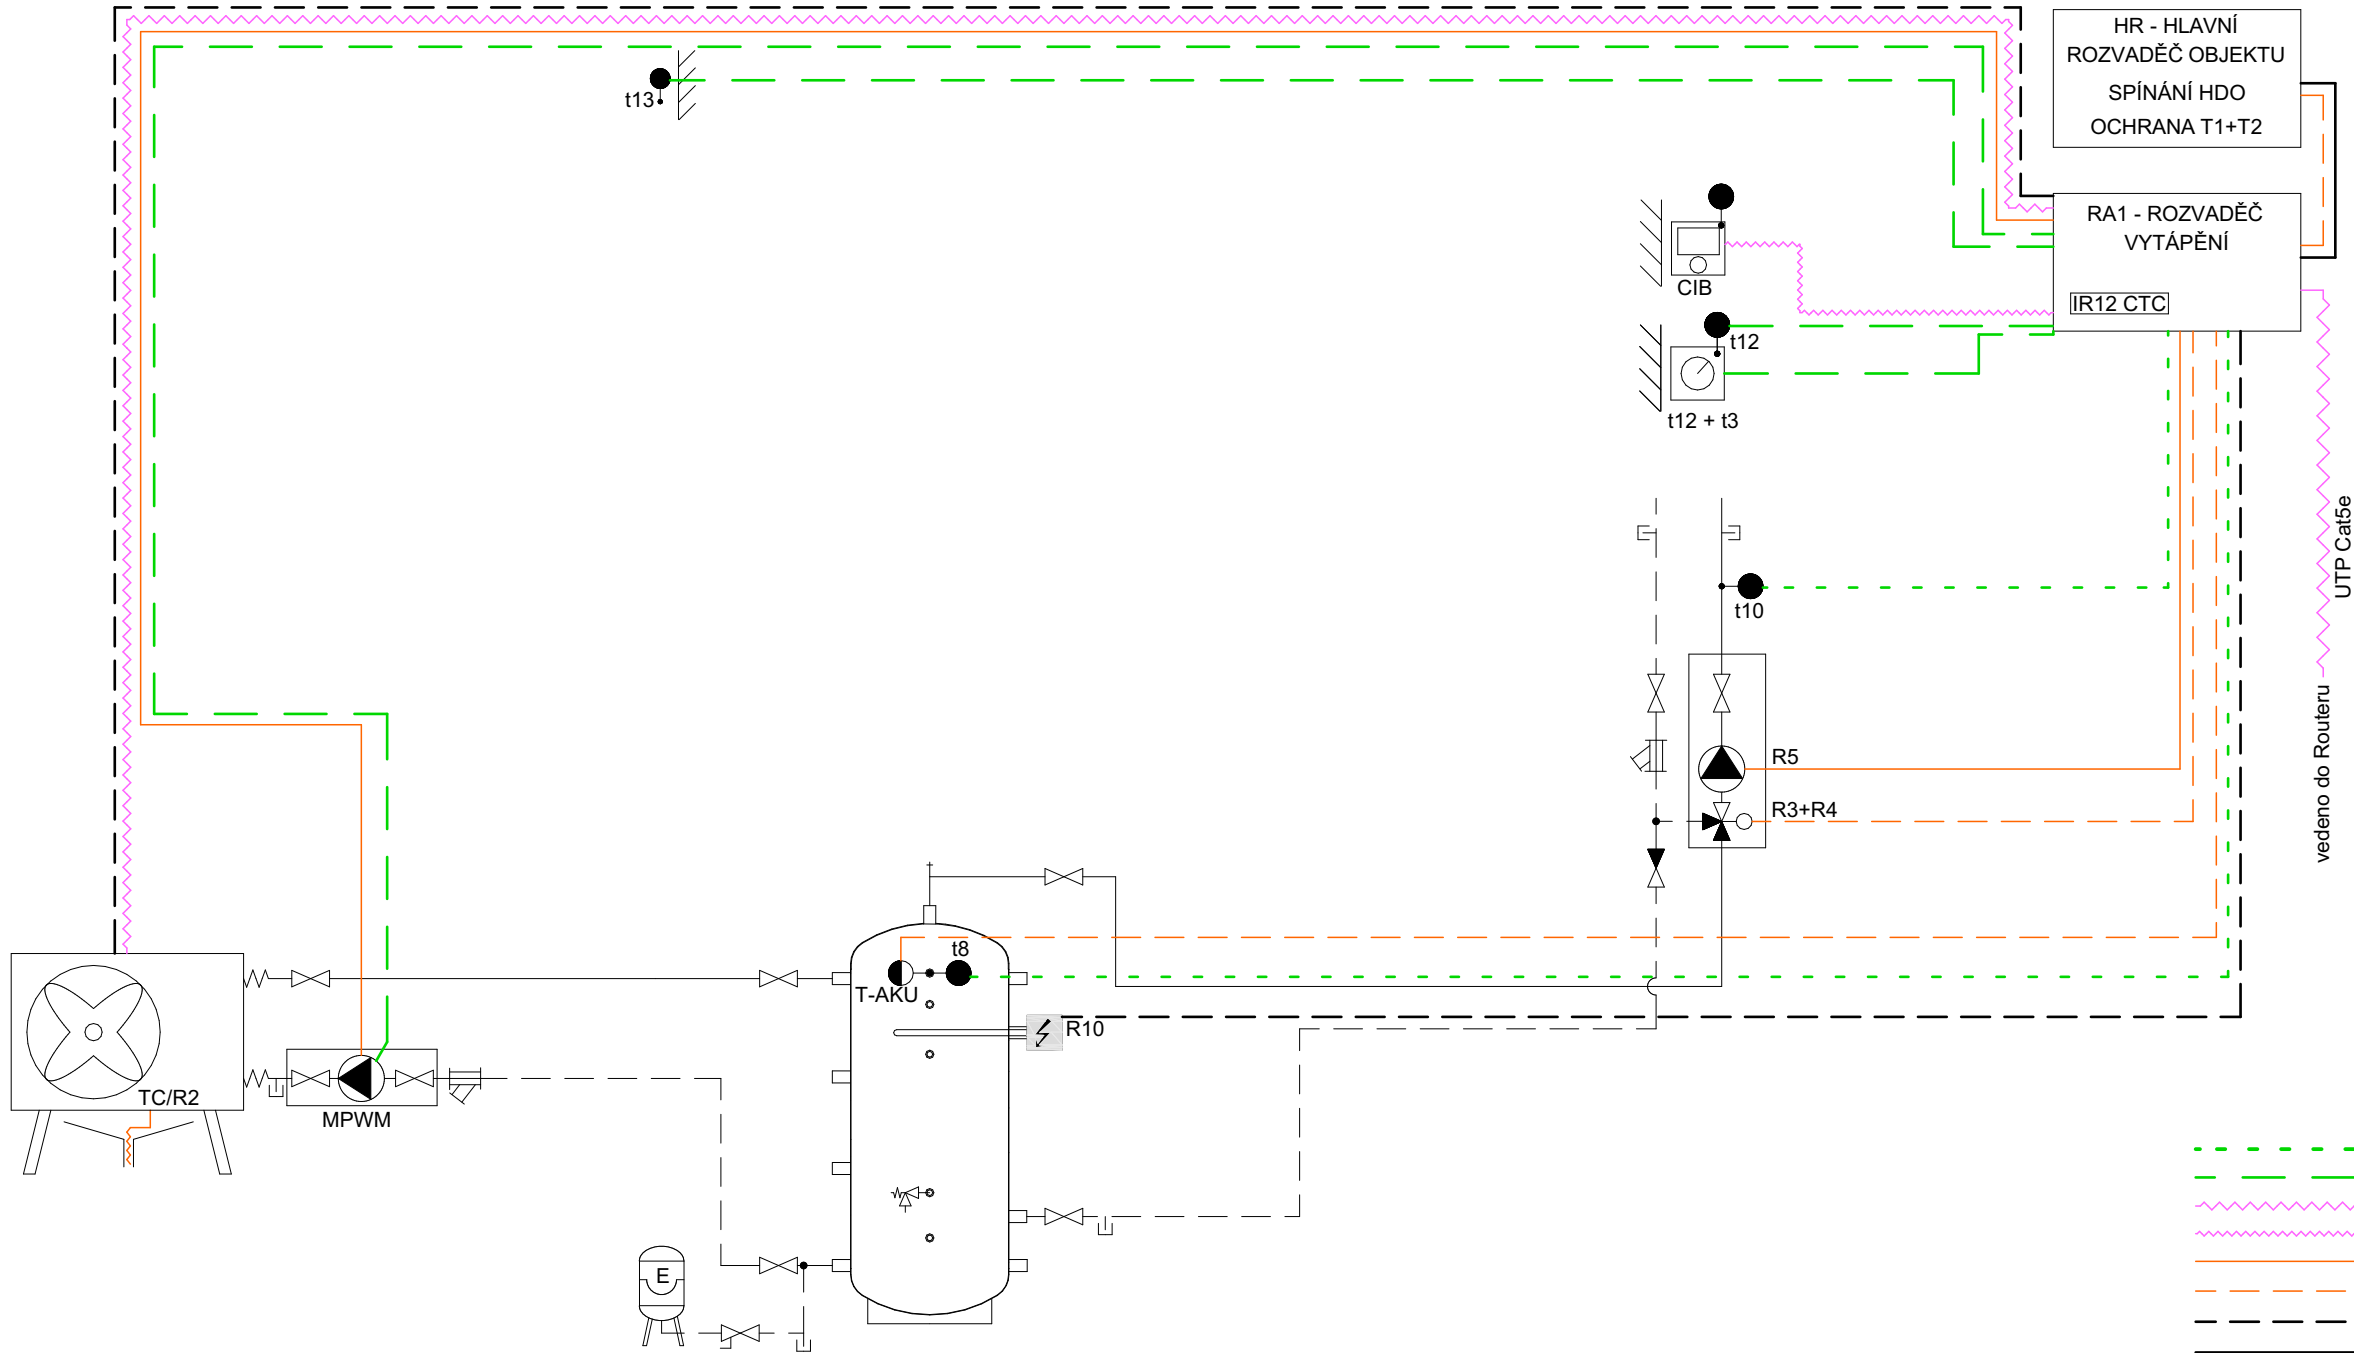 HR - HLAVNÍ
ROZVADĚČ OBJEKTU
SPÍNÁNÍ HDO
OCHRANA T1+T2
t13
RA1 - ROZVADĚČ
VYTÁPĚNÍ
IR12 CTC
CIB
t12
t12 + t3
UTP Cat5e
vedeno do Routeru
t10
R5
R3+R4
t8
T-AKU
R10
TC/R2
MPWM
E